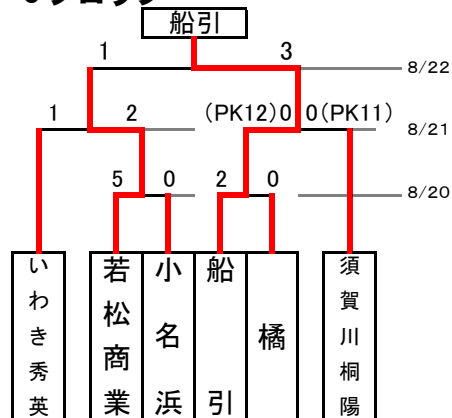 船引
1 3
8/22
1 2 (PK12)0 0(PK11)
8/21
5 0 2 0
8/20
いわき秀英
若松商業
小名浜
船引
橘
須賀川桐陽